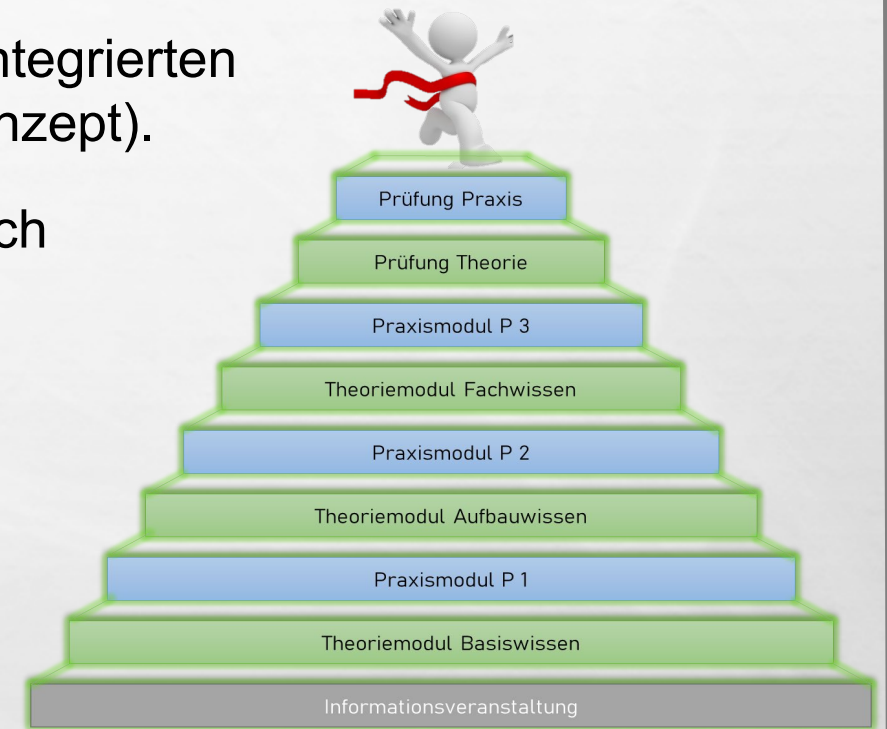 ntegrierten
nzept).
ch
Prüfung Praxis
Prüfung Theorie
Praxismodul P 3
Theoriemodul Fachwissen
Praxismodul P 2
Theoriemodul Aufbauwissen
Praxismodul P 1
Theoriemodul Basiswissen
Informationsveranstaltung